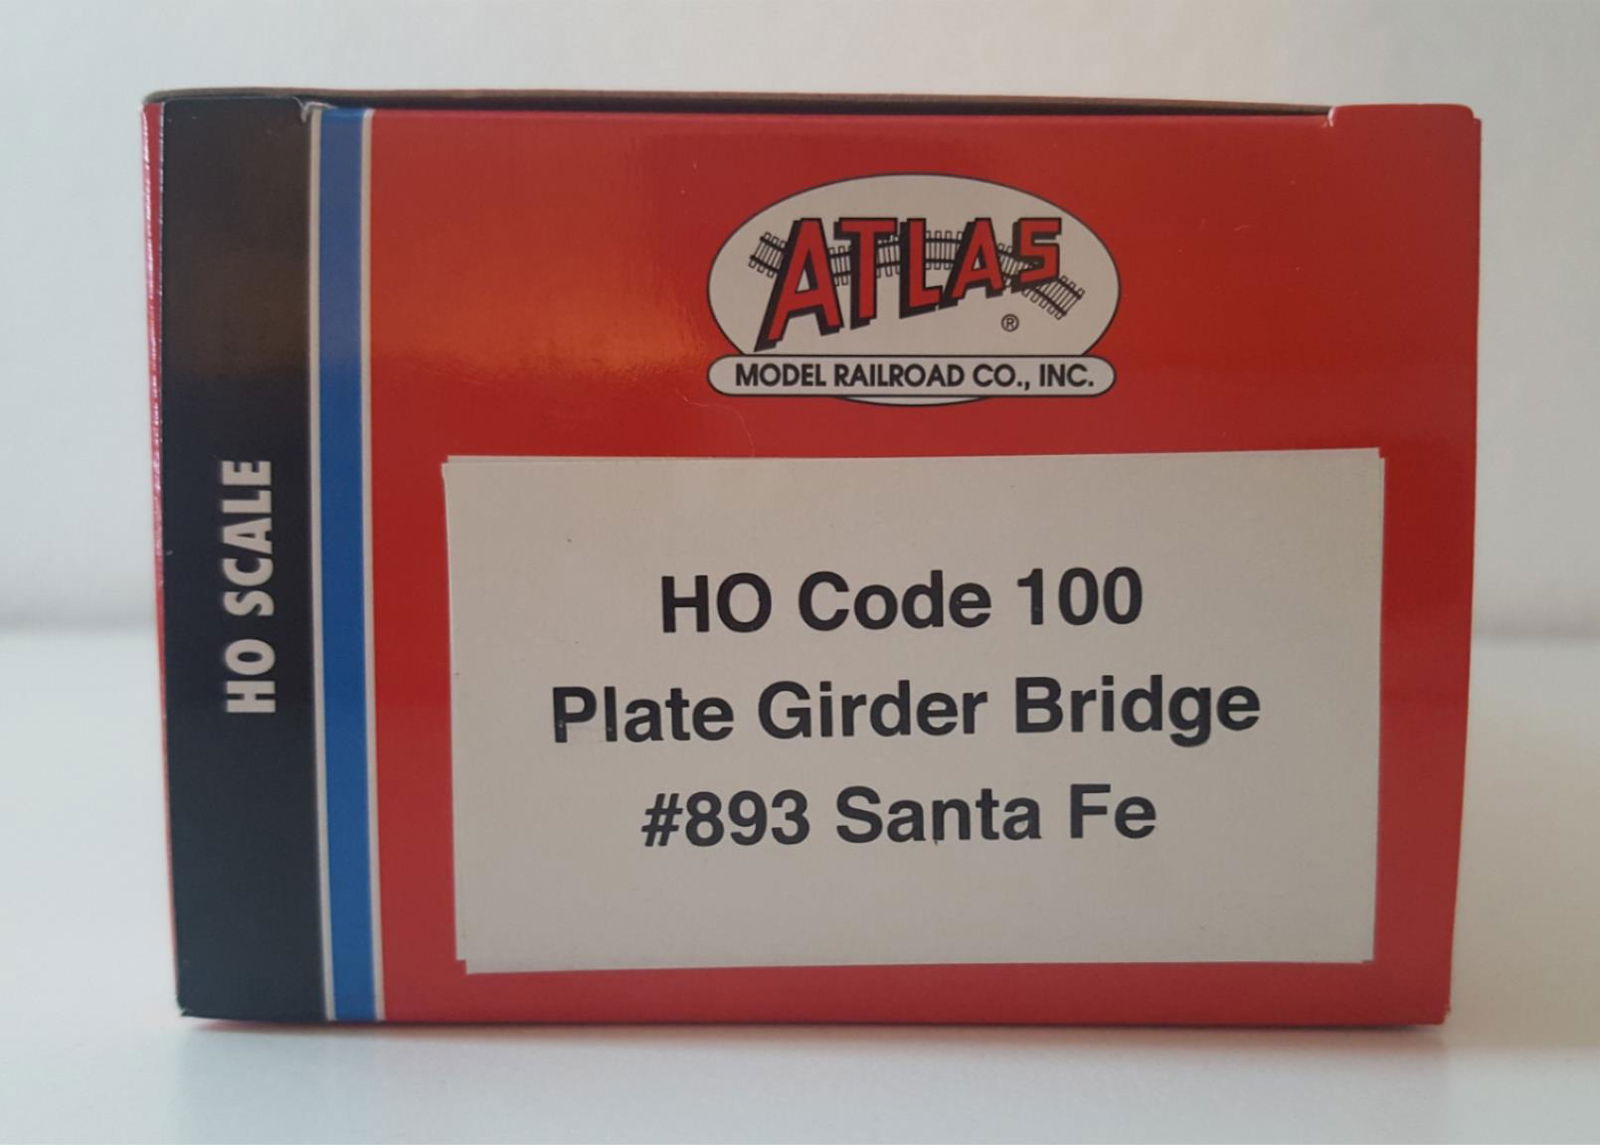 ATLAS
®
MODEL RAILROAD CO., INC.
HO SCALE
HO Code 100
Plate Girder Bridge
#893 Santa Fe